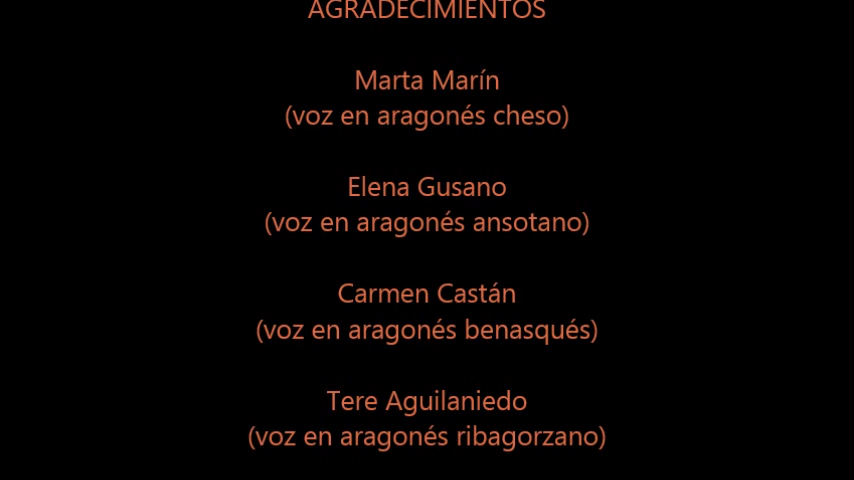 AGRADECIMIENTOS
Marta Marín
(voz en aragonés cheso)
Elena Gusano
(voz en aragonés ansotano)
Carmen Castán
(voz en aragonés benasqués)
Tere Aguilaniedo
(voz en aragonés ribagorzano)